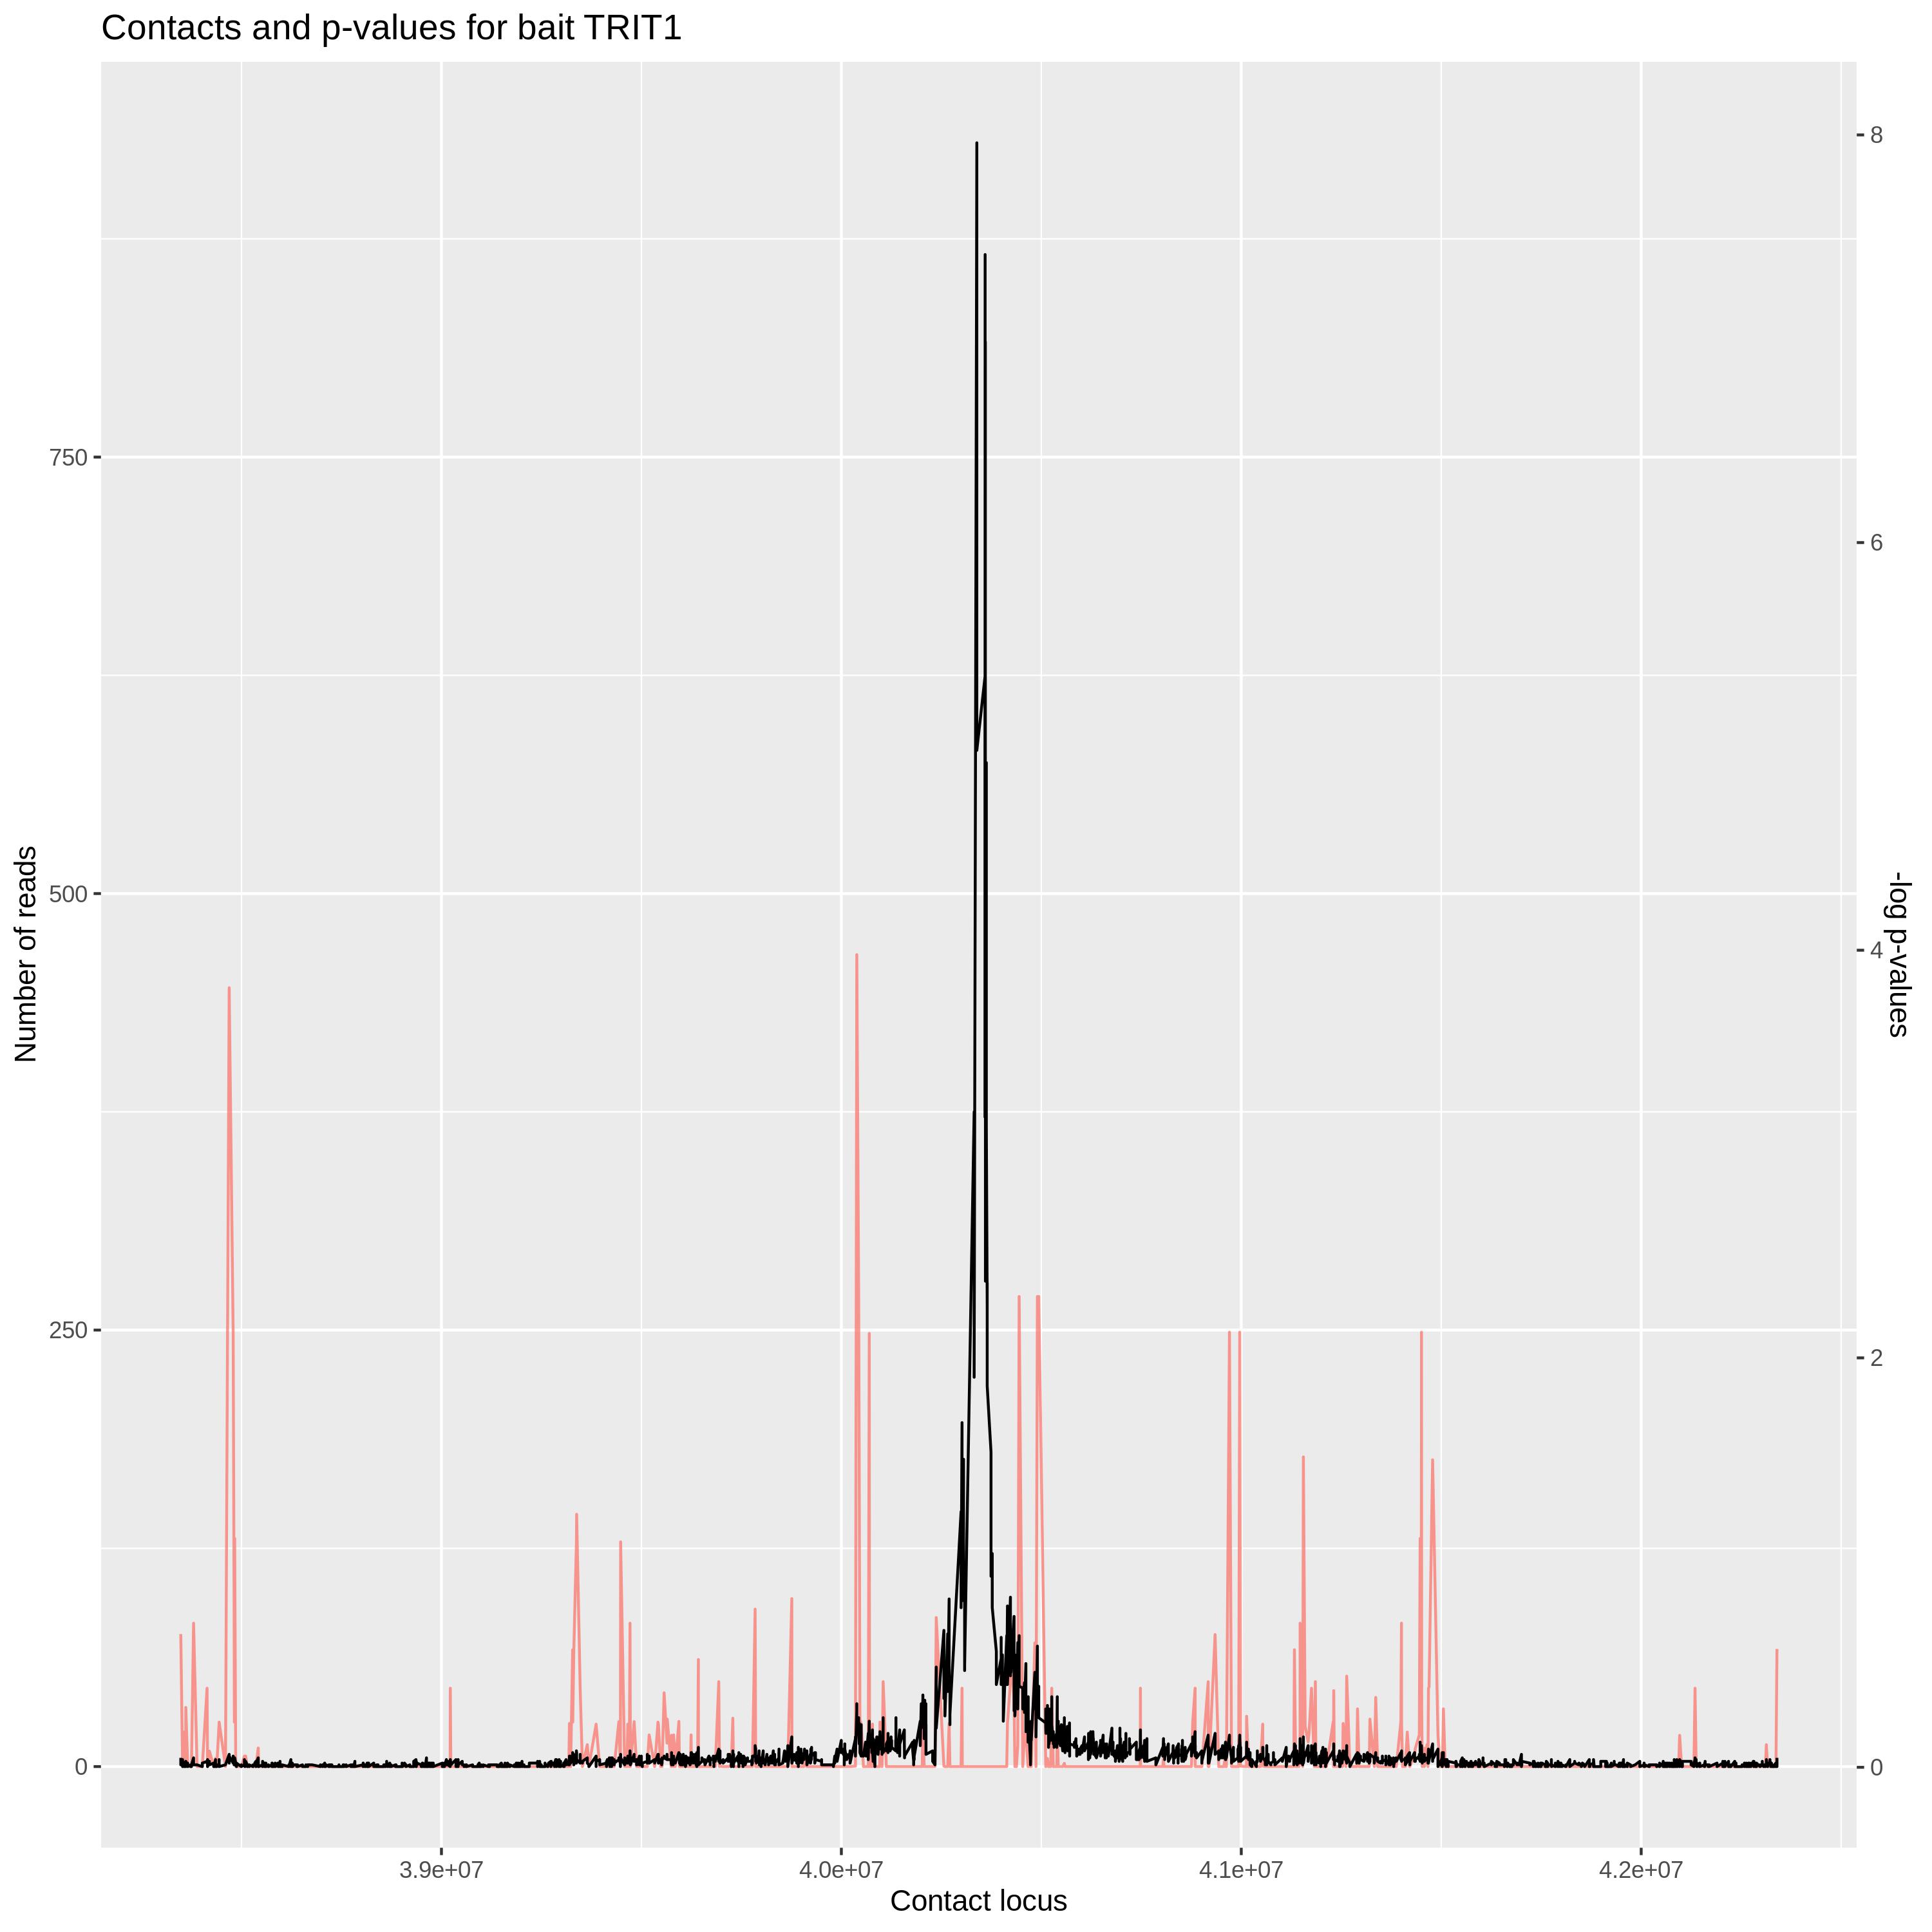 Contacts and p-values for bait TRIT1
8
750
6
Number of reads
500
4
-log p-values
250
2
0
0
3.9e+07
4.0e+07
4.1e+07
4.2e+07
Contact locus